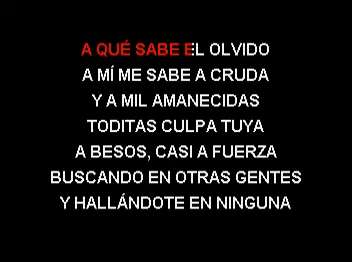 A QUÉ SABE EL OLVIDO
A MÍ ME SABE A CRUDA
Y A MIL AMANECIDAS
TODITAS CULPA TUYA
A BESOS, CASI A FUERZA
BUSCANDO EN OTRAS GENTES
Y HALLÁNDOTE EN NINGUNA